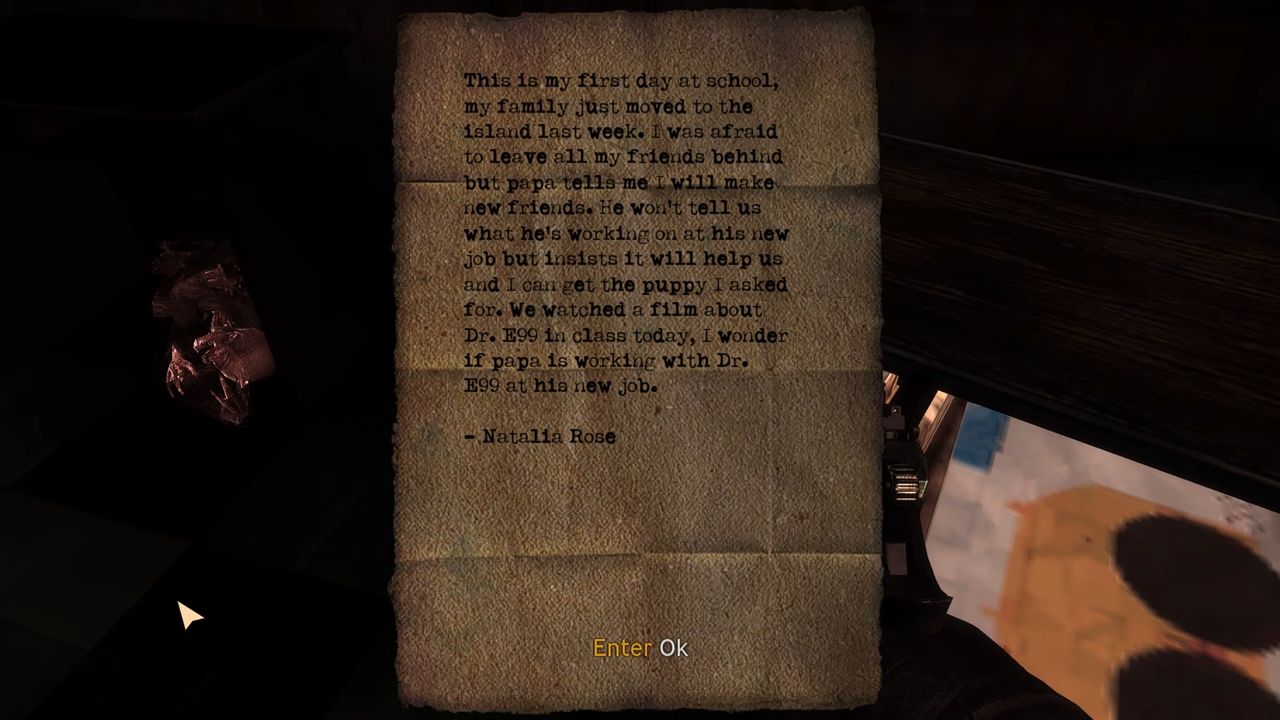 This is my first day at school,
my family just moved to the
island last week. I was afraid
to leave all my friends behind
but papa tells me I will make
new friends. He won't tell us
what he's working on at his new
job but insists it will help us
and I can get the puppy I asked
for. We watched a film about
Dr. E99 in class today, I wonder
if papa is working with Dr.
E99 at his new job.
- Natalia Rose
Enter Ok